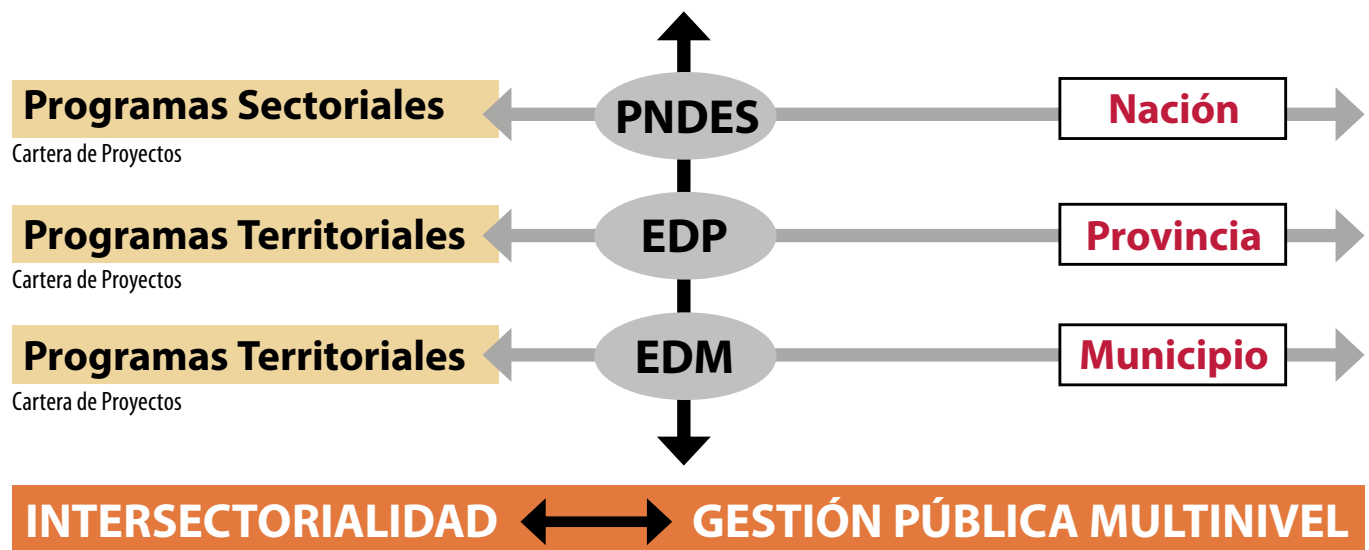 Programas Sectoriales
PNDES
Nación
Cartera de Proyectos
Programas Territoriales
EDP
Provincia
Cartera de Proyectos
Programas Territoriales
EDM
Municipio
Cartera de Proyectos
INTERSECTORIALIDAD
GESTIÓN PÚBLICA MULTINIVEL